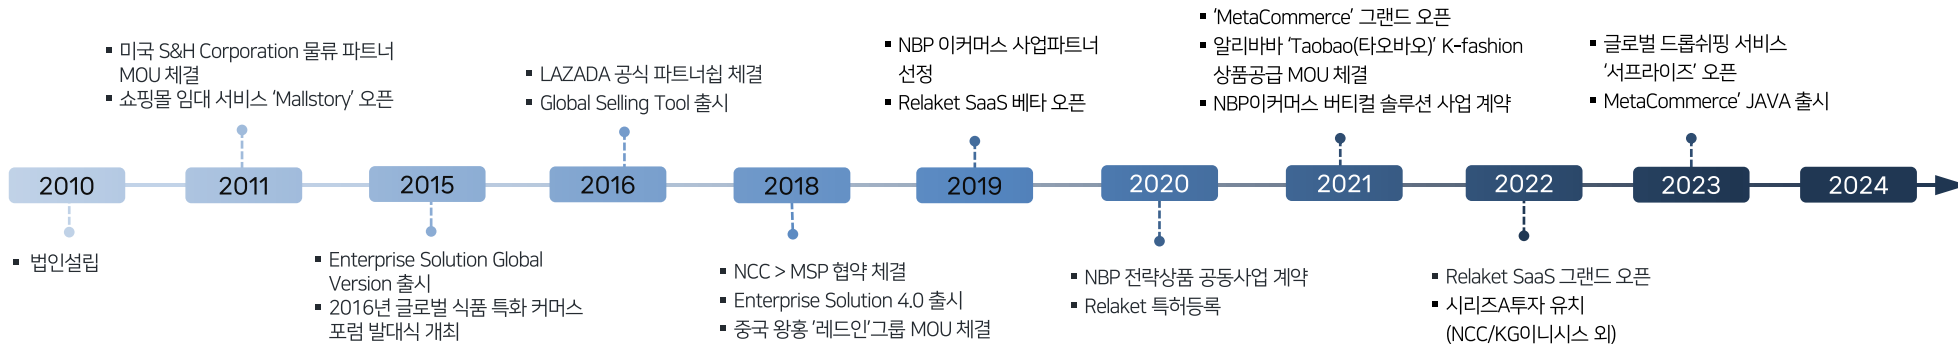 ▪ 미국 S&H Corporation 물류 파트너
MOU 체결
▪ 쇼핑몰 임대 서비스 ‘Mallstory’ 오픈
▪ LAZADA 공식 파트너쉽 체결
▪ Global Selling Tool 출시
▪ NBP 이커머스 사업파트너
선정
▪ Relaket SaaS 베타 오픈
▪ ‘MetaCommerce’ 그랜드 오픈
▪ 알리바바 ‘Taobao(타오바오)’ K-fashion
상품공급 MOU 체결
▪ NBP이커머스 버티컬 솔루션 사업 계약
▪ 글로벌 드롭쉬핑 서비스
‘서프라이즈’ 오픈
▪ MetaCommerce’ JAVA 출시
2010
2011
2015
2016
2018
2019
2020
2021
2022
2023
2024
▪ 법인설립
▪ Enterprise Solution Global
Version 출시
▪ 2016년 글로벌 식품 특화 커머스
포럼 발대식 개최
▪ NCC > MSP 협약 체결
▪ Enterprise Solution 4.0 출시
▪ 중국 왕홍 ‘레드인’그룹 MOU 체결
▪ NBP 전략상품 공동사업 계약
▪ Relaket 특허등록
▪ Relaket SaaS 그랜드 오픈
▪ 시리즈A투자 유치
(NCC/KG이니시스 외)